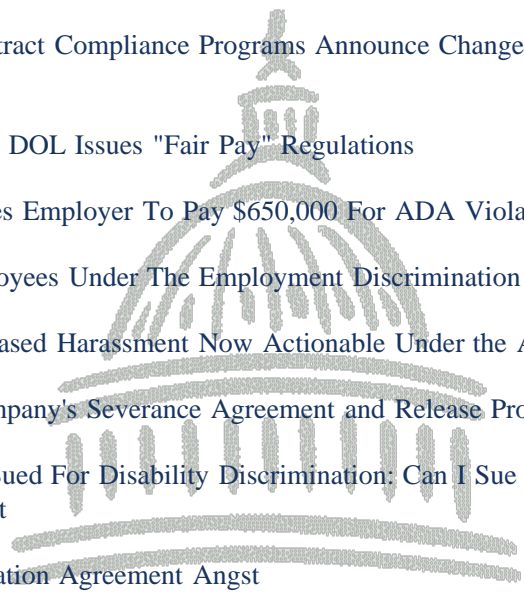 tract Compliance Programs Announce Change
DOL Issues "Fair Pay" Regulations
es Employer To Pay $650,000 For ADA Viola
oyees Under The Employment Discrimination
ased Harassment Now Actionable Under the A
mpany's Severance Agreement and Release Pro
ued For Disability Discrimination: Can I Sue
t
ation Agreement Angst